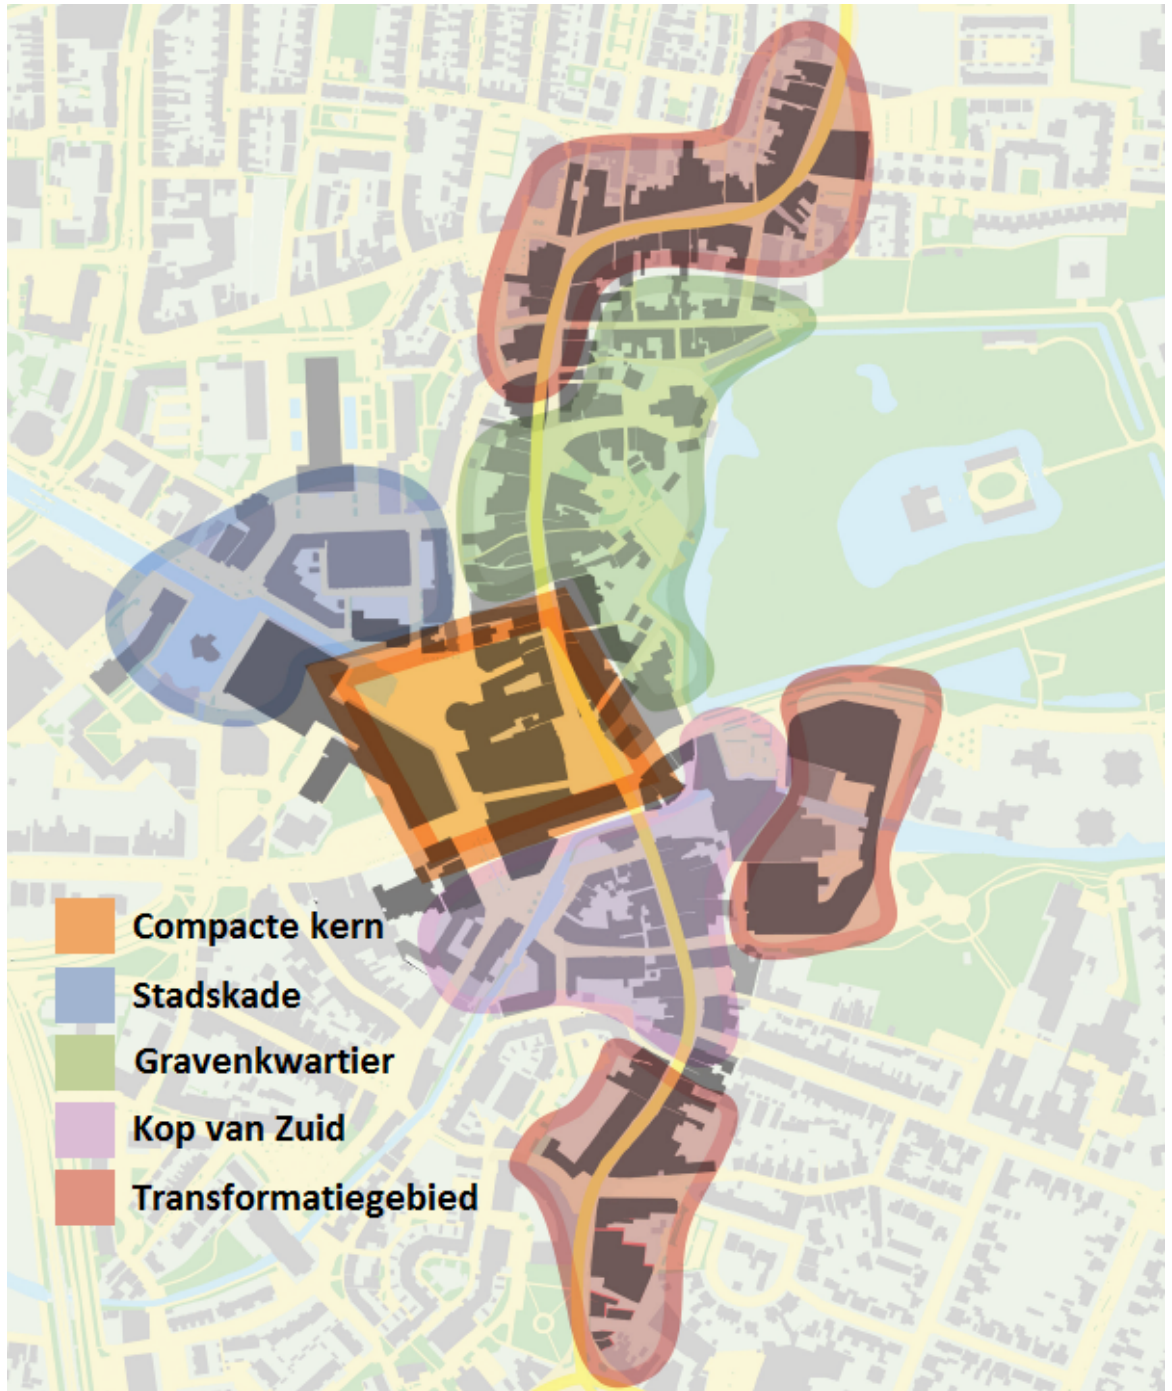 Compacte kern
Stadskade
Gravenkwartier
Kop van Zuid
Transformatiegebied